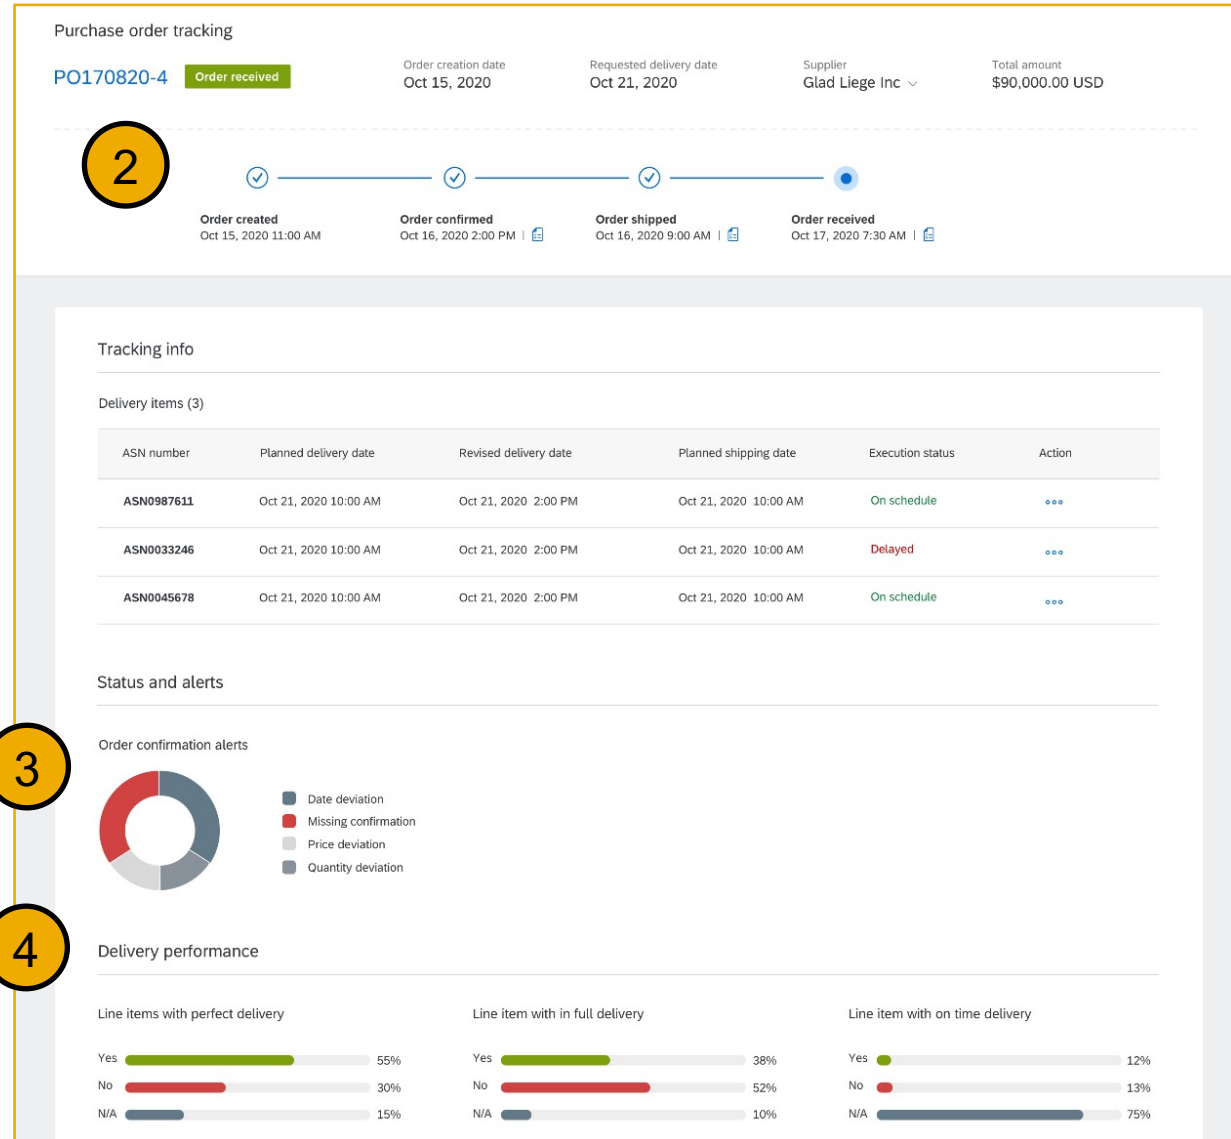 Purchase order tracking
PO170820-4 Order received
Order creation date Requested delivery date Supplier Total amount
Oct 15, 2020 Oct 21, 2020 Glad Liege Inc $90,000.00 USD
2
Order created Order confirmed Order shipped Order received
Oct 15, 2020 11:00 AM Oct 16, 2020 2:00 PM | Oct 16, 2020 9:00 AM | Oct 17, 2020 7:30 AM |
Tracking info
Delivery items (3)
ASN number Planned delivery date Revised delivery date Planned shipping date Execution status Action
ASN0987611 Oct 21, 2020 10:00 AM Oct 21, 2020 2:00 PM Oct 21, 2020 10:00 AM On schedule
ASN0033246 Oct 21, 2020 10:00 AM Oct 21, 2020 2:00 PM Oct 21, 2020 10:00 AM Delayed
ASN0045678 Oct 21, 2020 10:00 AM Oct 21, 2020 2:00 PM Oct 21, 2020 10:00 AM On schedule
Status and alerts
3
Order confirmation alerts
Date deviation
Missing confirmation
Price deviation
Quantity deviation
4
Delivery performance
Line items with perfect delivery Line item with in full delivery Line item with on time delivery
Yes 55% Yes 38% Yes 12%
No 30% No 52% No 13%
N/A 15% N/A 10% N/A 75%